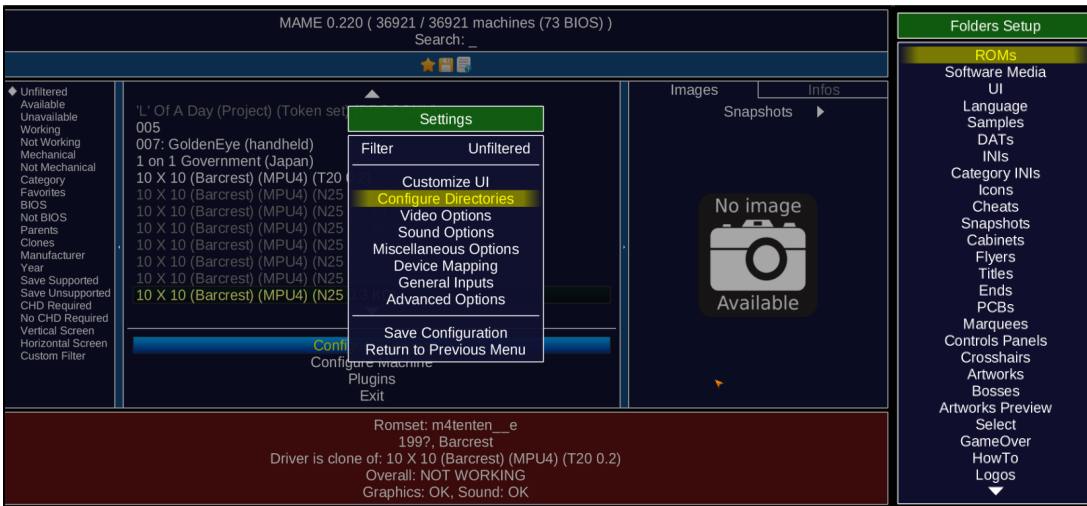 MAME 0.220 ( 36921 / 36921 machines (73 BIOS) )
Search: _
Unfiltered
Available
Unavailable
Working
Not Working
Mechanical
Not Mechanical
Category
Favorites
BIOS
Not BIOS
Parents
Clones
Manufacturer
Year
Save Supported
Save Unsupported
CHD Required
No CHD Required
Vertical Screen
Horizontal Screen
Custom Filter
'L' Of A Day (Project) (Token set)
005
007: GoldenEye (handheld)
1 on 1 Government (Japan)
10 X 10 (Barcrest) (MPU4) (T20 0.2)
10 X 10 (Barcrest) (MPU4) (N25
10 X 10 (Barcrest) (MPU4) (N25
10 X 10 (Barcrest) (MPU4) (N25
10 X 10 (Barcrest) (MPU4) (N25
10 X 10 (Barcrest) (MPU4) (N25
10 X 10 (Barcrest) (MPU4) (N25
10 X 10 (Barcrest) (MPU4) (N25
Confi
Configure Machine
Plugins
Exit
Settings
Filter Unfiltered
Customize UI
Configure Directories
Video Options
Sound Options
Miscellaneous Options
Device Mapping
General Inputs
Advanced Options
Save Configuration
Return to Previous Menu
Images Infos
Snapshots
No image
Available
Romset: m4tenten__e
199?, Barcrest
Driver is clone of: 10 X 10 (Barcrest) (MPU4) (T20 0.2)
Overall: NOT WORKING
Graphics: OK, Sound: OK
Folders Setup
ROMs
Software Media
UI
Language
Samples
DATs
INIs
Category INIs
Icons
Cheats
Snapshots
Cabinets
Flyers
Titles
Ends
PCBs
Marquees
Controls Panels
Crosshairs
Artworks
Bosses
Artworks Preview
Select
GameOver
HowTo
Logos